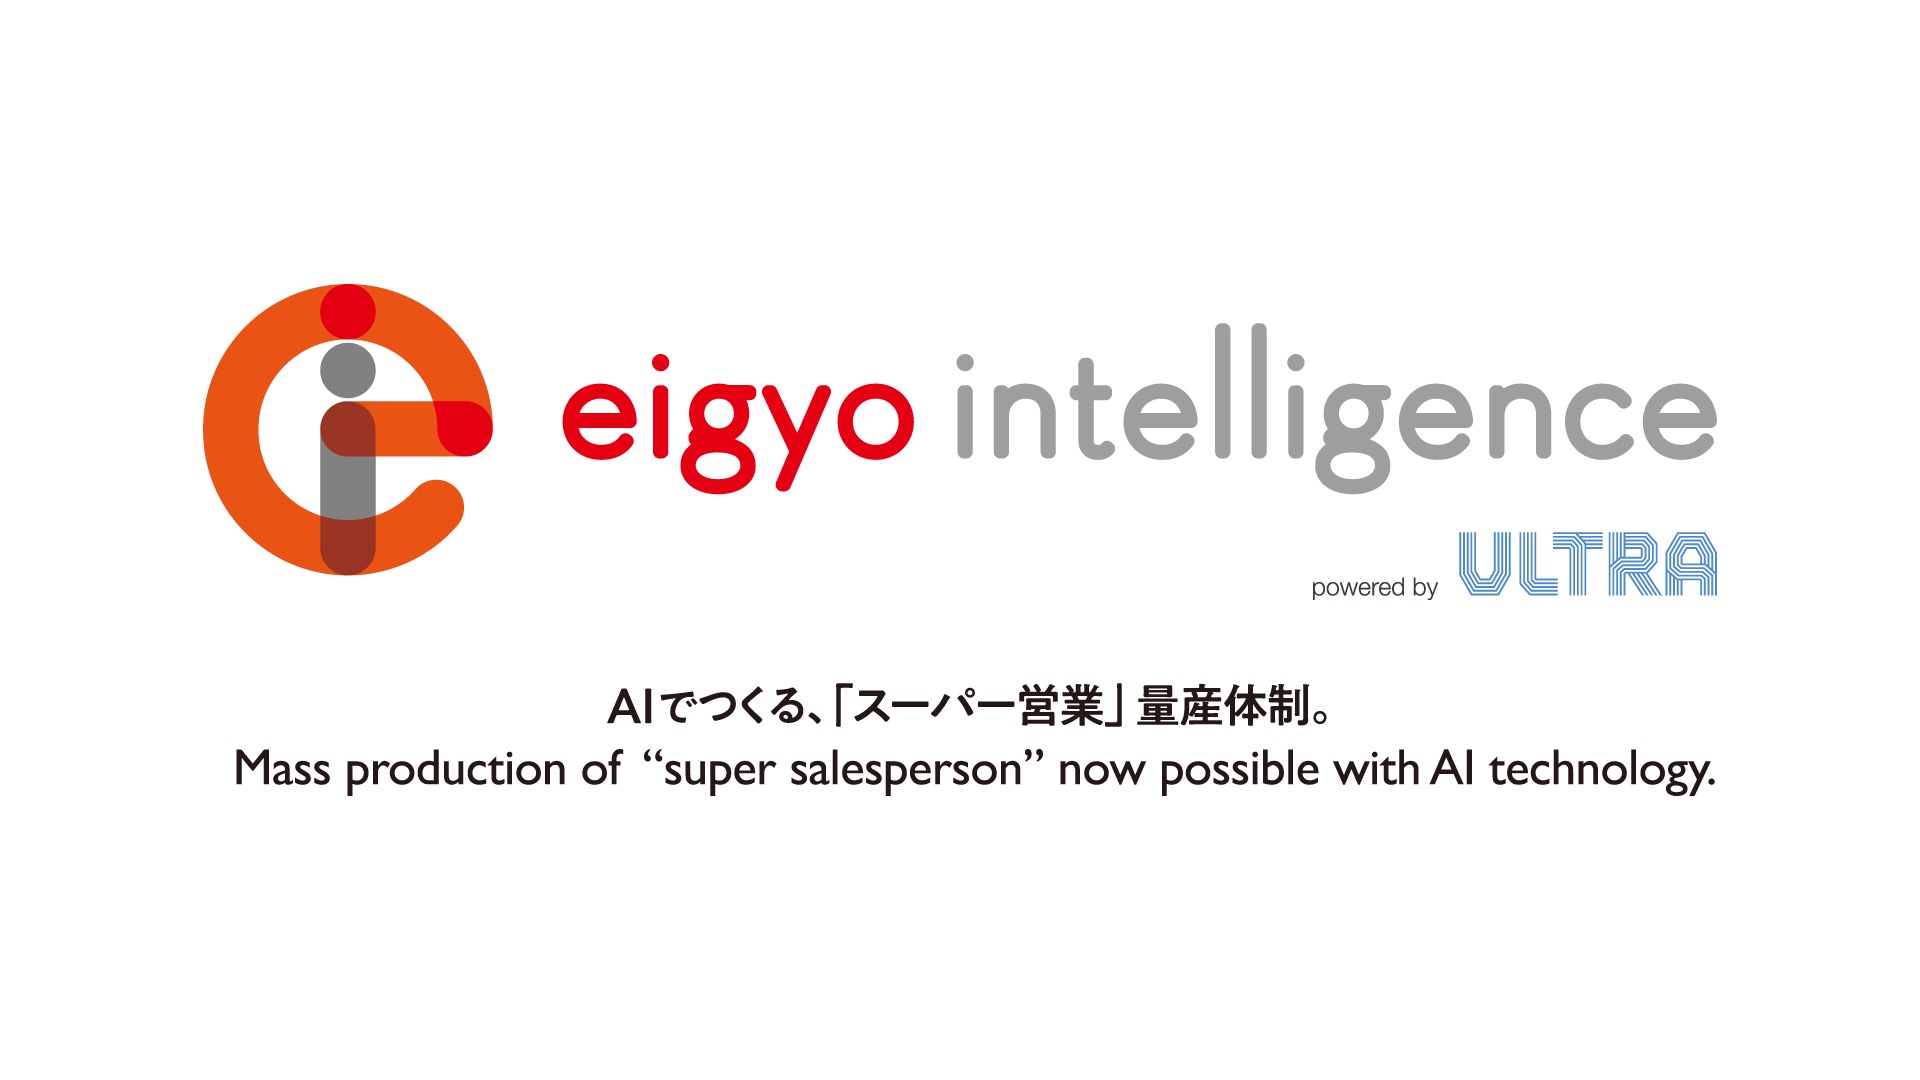 eigyo intelligence
powered by ULTRA
AIでつくる、「スーパー営業」量産体制。
Mass production of “super salesperson” now possible with AI technology.